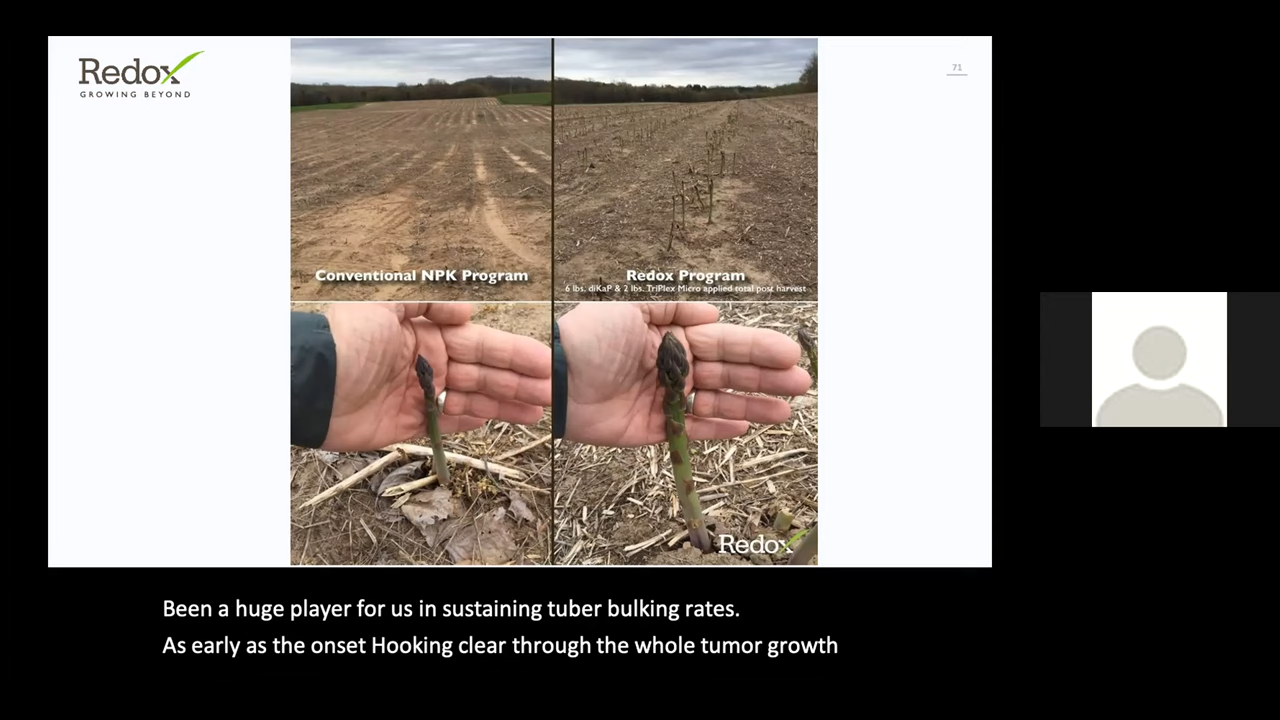 Redox
GROWING BEYOND
71
Conventional NPK Program
Redox Program
6 lbs. diKaP & 2 lbs. TriPlex Micro applied total post harvest
Redox
Been a huge player for us in sustaining tuber bulking rates.
As early as the onset Hooking clear through the whole tumor growth